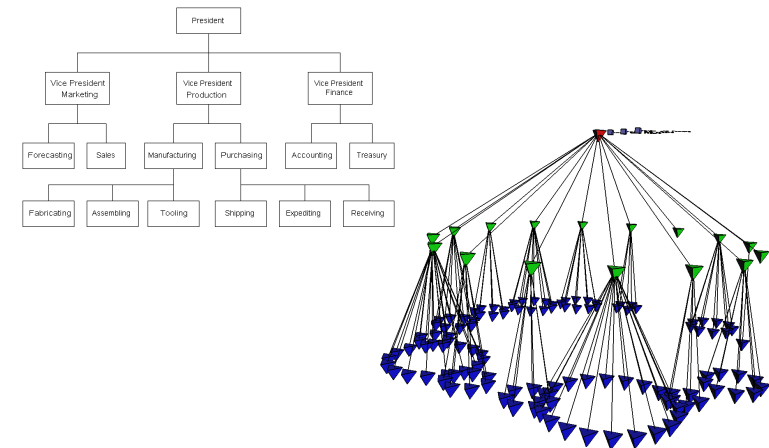 President
Vice President
Marketing
Vice President
Production
Vice President
Finance
Forecasting
Sales
Manufacturing
Purchasing
Accounting
Treasury
Fabricating
Assembling
Tooling
Shipping
Expediting
Receiving